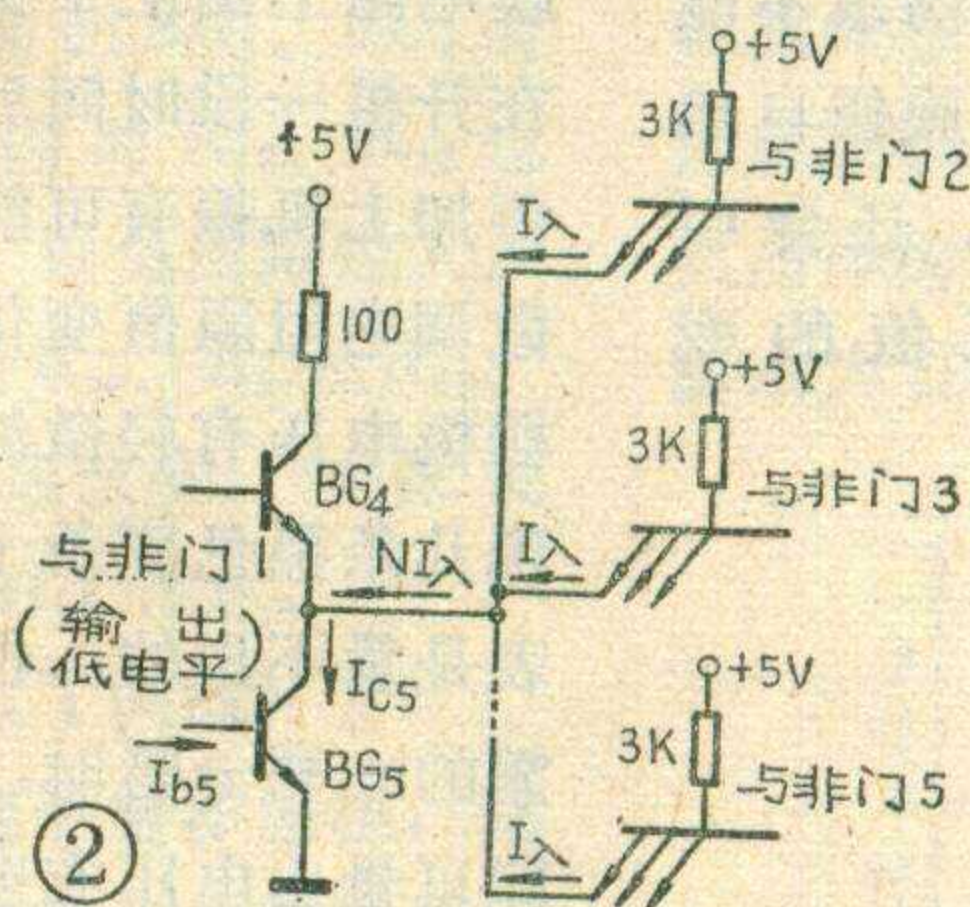 +5V
3K
与非门2
I入
+5V
100
BG4
+5V
3K
与非门3
I入
NI入
与非门1
(输出
低电平)
IC5
Ib5
BG5
+5V
3K
与非门5
I入
②